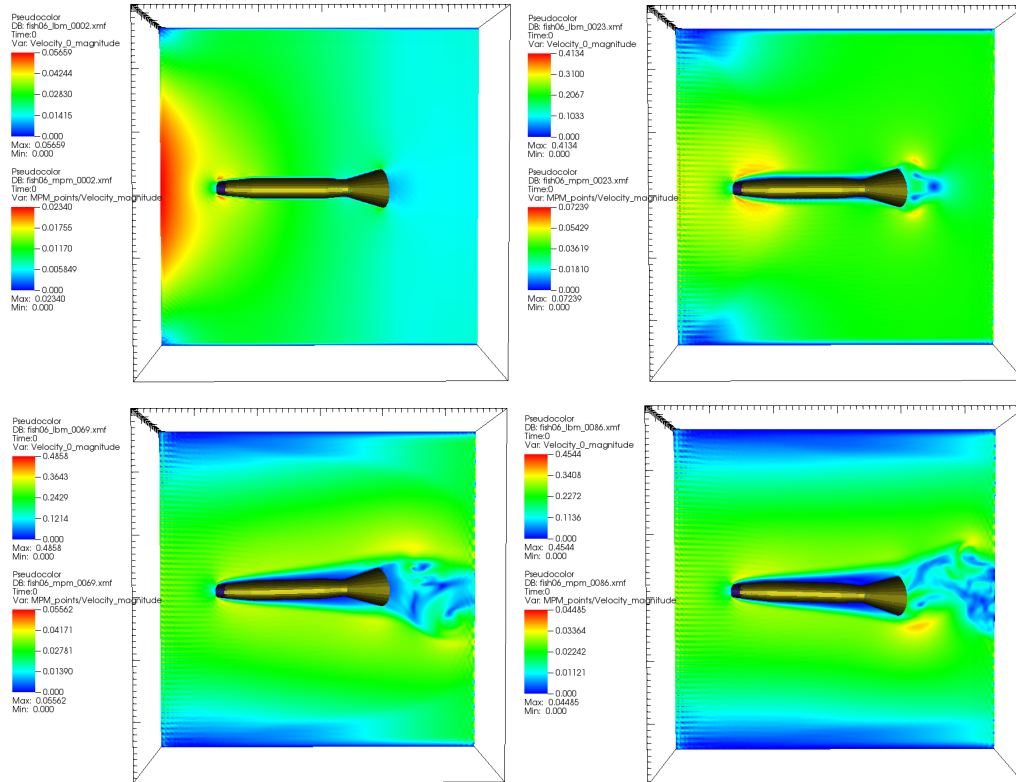 Pseudocolor
DB: fish06_lbm_0002.xmf
Time:0
Var: Velocity_0_magnitude
0.05659
0.04244
0.02830
0.01415
0.000
Max: 0.05659
Min: 0.000
Pseudocolor
DB: fish06_mpm_0002.xmf
Time:0
Var: MPM_points/Velocity_magnitude
0.02340
0.01755
0.01170
0.005849
0.000
Max: 0.02340
Min: 0.000
Pseudocolor
DB: fish06_lbm_0023.xmf
Time:0
Var: Velocity_0_magnitude
0.4134
0.3100
0.2067
0.1033
0.000
Max: 0.4134
Min: 0.000
Pseudocolor
DB: fish06_mpm_0023.xmf
Time:0
Var: MPM_points/Velocity_magnitude
0.07239
0.05429
0.03619
0.01810
0.000
Max: 0.07239
Min: 0.000
Pseudocolor
DB: fish06_lbm_0069.xmf
Time:0
Var: Velocity_0_magnitude
0.4858
0.3643
0.2429
0.1214
0.000
Max: 0.4858
Min: 0.000
Pseudocolor
DB: fish06_mpm_0069.xmf
Time:0
Var: MPM_points/Velocity_magnitude
0.05562
0.04171
0.02781
0.01390
0.000
Max: 0.05562
Min: 0.000
Pseudocolor
DB: fish06_lbm_0086.xmf
Time:0
Var: Velocity_0_magnitude
0.4544
0.3408
0.2272
0.1136
0.000
Max: 0.4544
Min: 0.000
Pseudocolor
DB: fish06_mpm_0086.xmf
Time:0
Var: MPM_points/Velocity_magnitude
0.04485
0.03364
0.02242
0.01121
0.000
Max: 0.04485
Min: 0.000